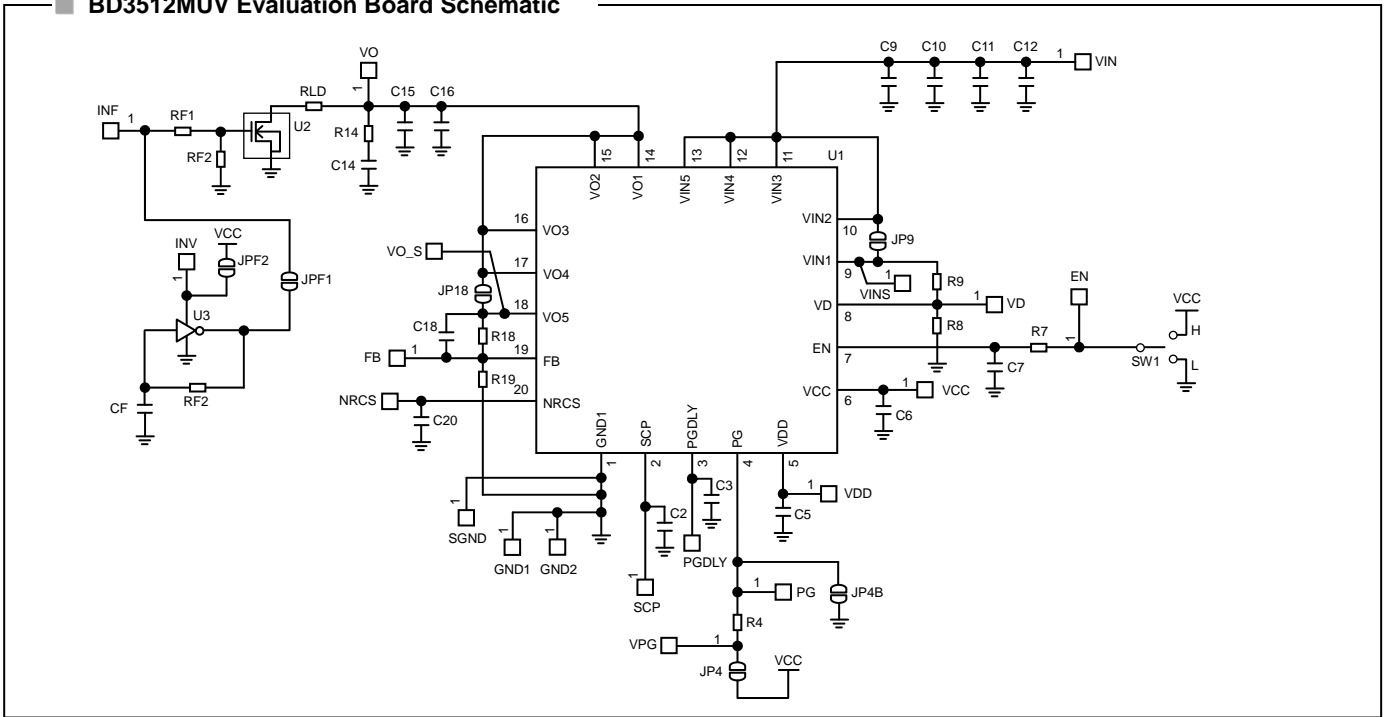 BD3512MUV Evaluation Board Schematic
VO
C9 C10 C11 C12
1 VIN
INF 1 RF1 RLD C15 C16
1
U2
R14
RF2
C14
15 14 13 12 11 U1
VO2 VO1 VIN5 VIN4 VIN3
16 VO3 VIN2 10
INV VCC
VO_S JP9
JPF2 JPF1
17 VO4 VIN1 9 1 EN
1 JP18 VINS R9 VCC
U3 18 VO5 VD 8 1 VD
C18 R18 R8 H
FB 1 19 FB EN 7 R7 1 SW1
R19 C7 L
RF2 20
CF NRCS NRCS VCC 6 1 VCC
C20 C6
GND1 SCP PGDLY PG VDD
1 2 3 4 5
C3 1 VDD
1 C2 C5
SGND
1 1
GND1 GND2 PGDLY
1 1 PG JP4B
SCP
R4
VPG 1
JP4 VCC